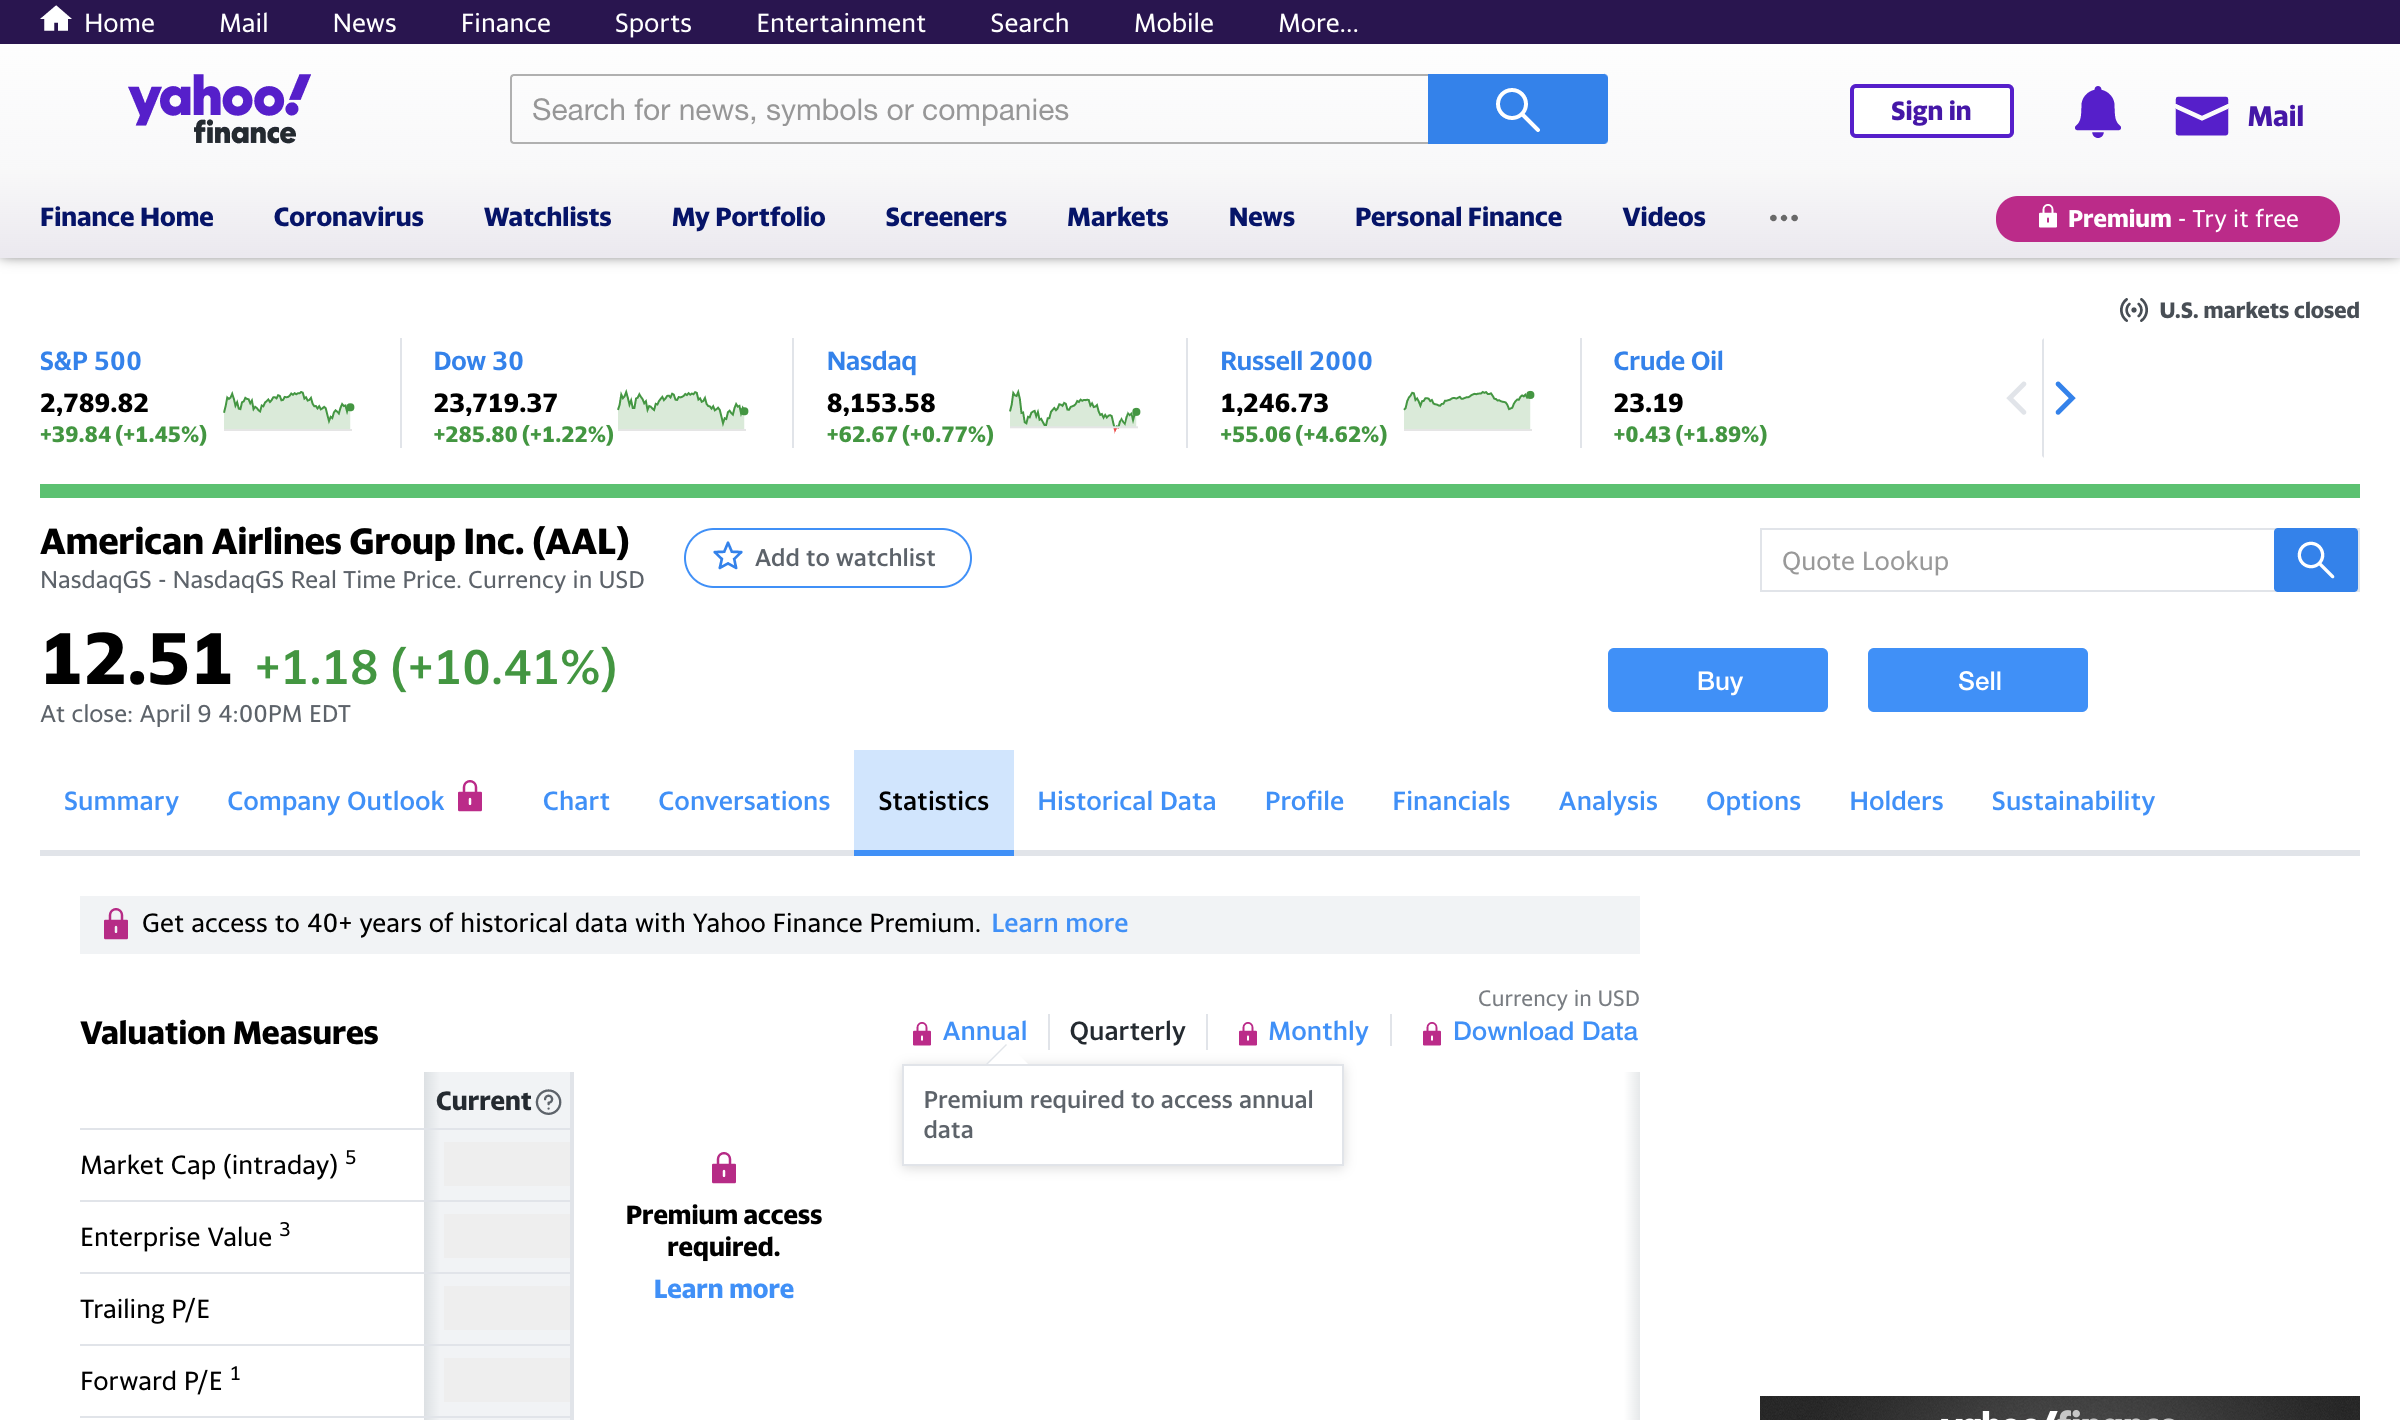 Home Mail News Finance Sports Entertainment Search Mobile More...
yahoo!
finance
Search for news, symbols or companies
Sign in
Mail
Finance Home Coronavirus Watchlists My Portfolio Screeners Markets News Personal Finance Videos
Premium - Try it free
U.S. markets closed
S&P 500
2,789.82
+39.84 (+1.45%)
Dow 30
23,719.37
+285.80 (+1.22%)
Nasdaq
8,153.58
+62.67 (+0.77%)
Russell 2000
1,246.73
+55.06 (+4.62%)
Crude Oil
23.19
+0.43 (+1.89%)
American Airlines Group Inc. (AAL)
NasdaqGS - NasdaqGS Real Time Price. Currency in USD
Add to watchlist
Quote Lookup
12.51 +1.18 (+10.41%)
At close: April 9 4:00PM EDT
Buy
Sell
Summary Company Outlook Chart Conversations Statistics Historical Data Profile Financials Analysis Options Holders Sustainability
Get access to 40+ years of historical data with Yahoo Finance Premium. Learn more
Currency in USD
Valuation Measures
Annual Quarterly Monthly Download Data
Premium required to access annual
data
Current
Market Cap (intraday) 5
Enterprise Value 3
Trailing P/E
Forward P/E 1
Premium access
required.
Learn more
yahoo/finance